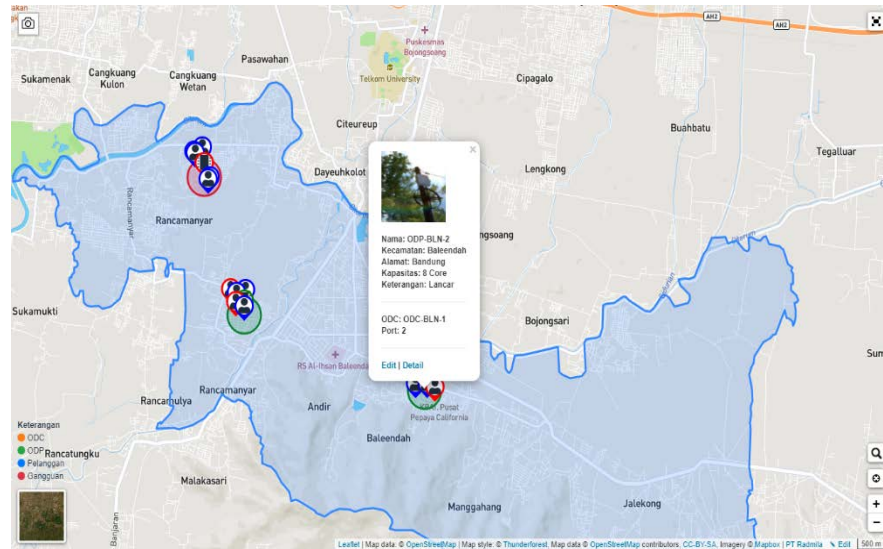 AH2
AH2
Puskesmas
Bojongsoang
Pasawahan
Sukamenak
Cangkuang
Kulon
Cangkuang
Wetan
Telkom University
Cipagalo
Citeureup
Buahbatu
Tegalluar
Dayeuhkolot
Lengkong
Rancamanyar
Rancamanyar
ngsoang
Nama: ODP-BLN-2
Kecamatan: Baleendah
Alamat: Bandung
Kapasitas: 8 Core
Keterangan: Lancar
ODC: ODC-BLN-1
Port: 2
Edit | Detail
Sukamukti
Bojongsari
RS Al-Ihsan Baleenda
Sum
Rancamulya
Rancamanyar
Andir
Pusat
Pepaya California
Baleendah
Keterangan
ODC
ODP
Pelanggan
Gangguan
Rancatungku
Malakasari
Banjaran
Manggahang
Jalekong
Leaflet | Map data: © OpenStreetMap | Map style: © Thunderforest, Map data © OpenStreetMap contributors, CC-BY-SA, Imagery © Mapbox | PT Radmila Edit 500 m